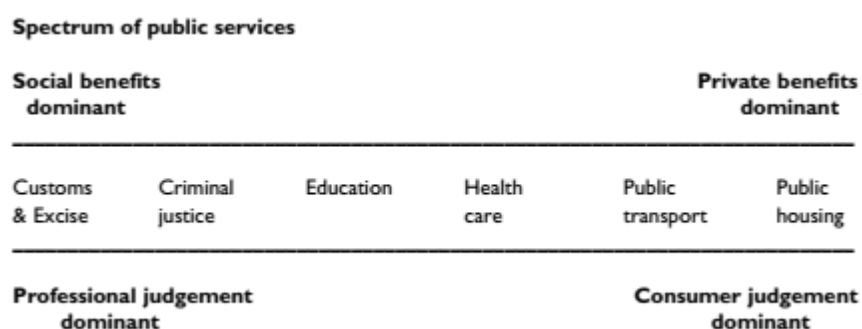 Spectrum of public services
Social benefits Private benefits
dominant dominant
Customs Criminal Education Health Public Public
& Excise justice care transport housing
Professional judgement Consumer judgement
dominant dominant